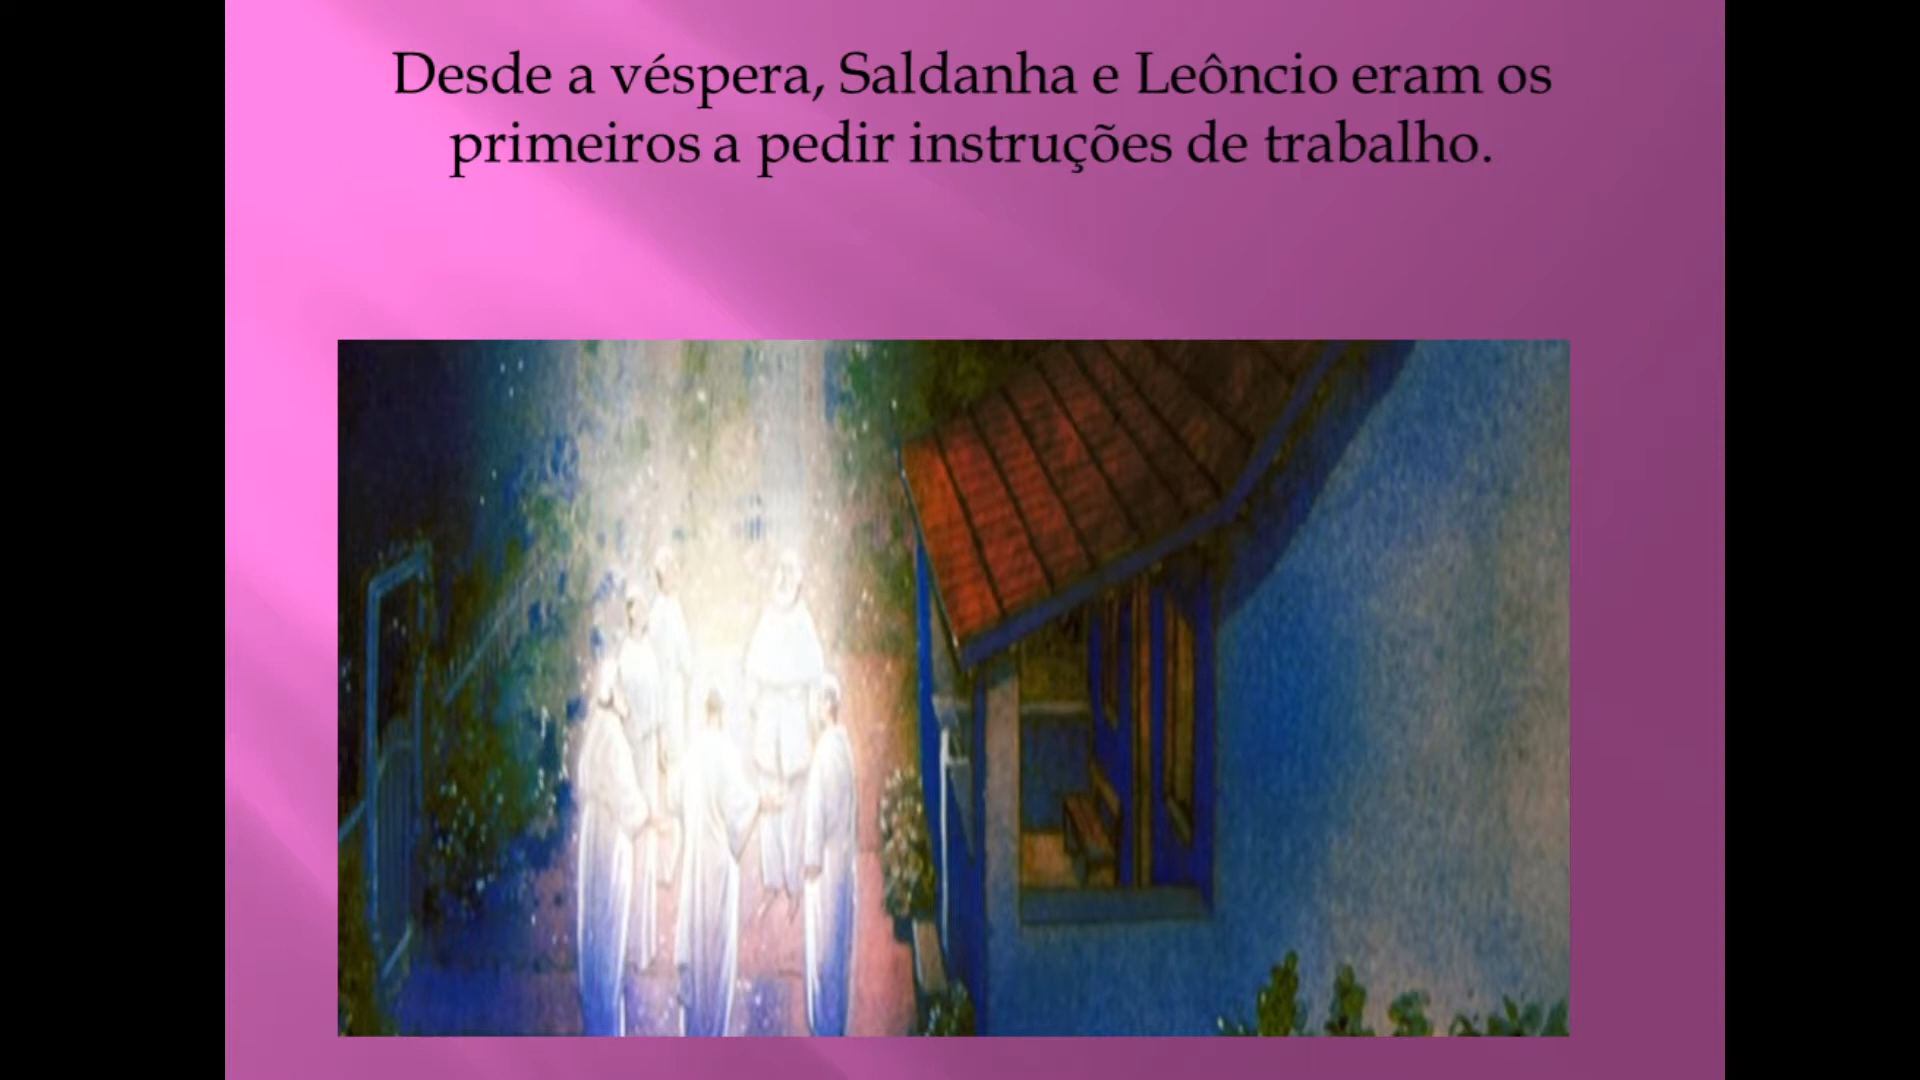 Desde a véspera, Saldanha e Leôncio eram os
primeiros a pedir instruções de trabalho.